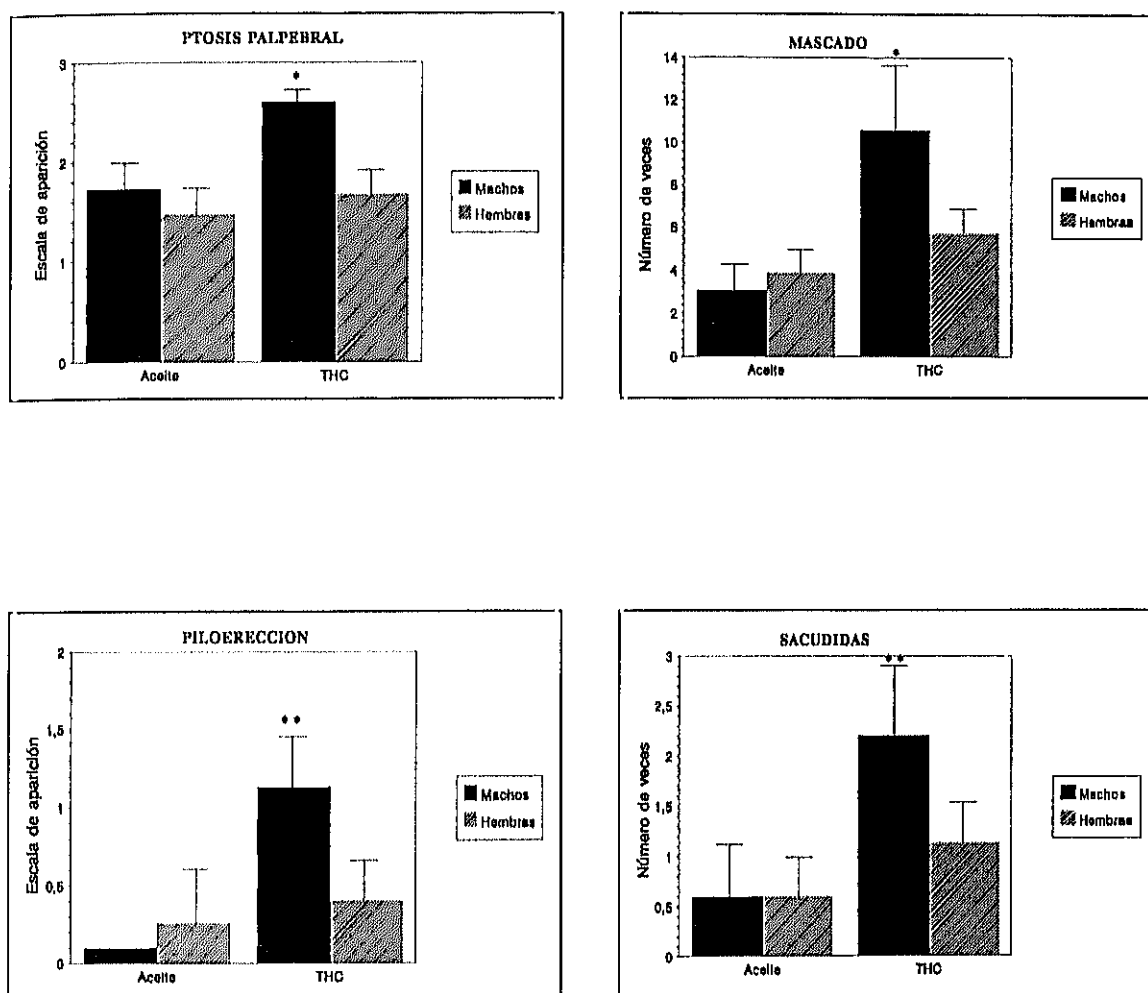 PTOSIS PALPEBRAL
Escala de aparición
3
2
1
0
*
Aceite
THC
Machos
Hembras
MASCADO
Número de veces
14
12
10
8
6
4
2
0
*
Aceite
THC
Machos
Hembras
PILOERECCION
Escala de aparición
2
1,5
1
0,5
0
**
Aceite
THC
Machos
Hembras
SACUDIDAS
Número de veces
3
2,5
2
1,5
1
0,5
0
**
Aceite
THC
Machos
Hembras